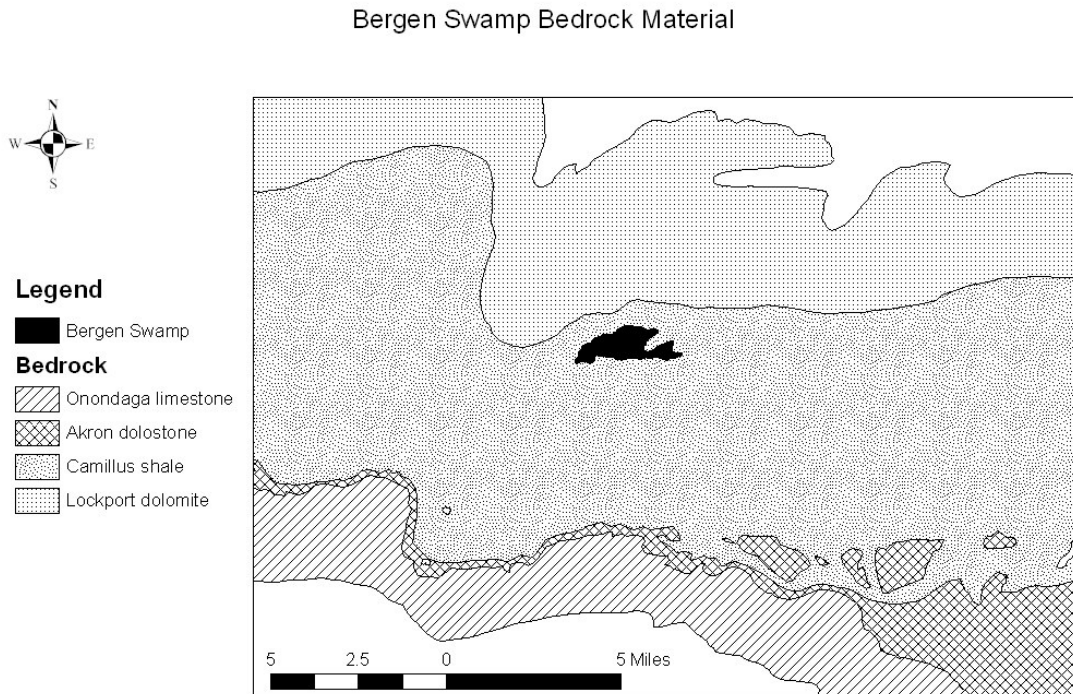 Bergen Swamp Bedrock Material
N
W E
S
Legend
Bergen Swamp
Bedrock
Onondaga limestone
Akron dolostone
Camillus shale
Lockport dolomite
5 2.5 0 5 Miles